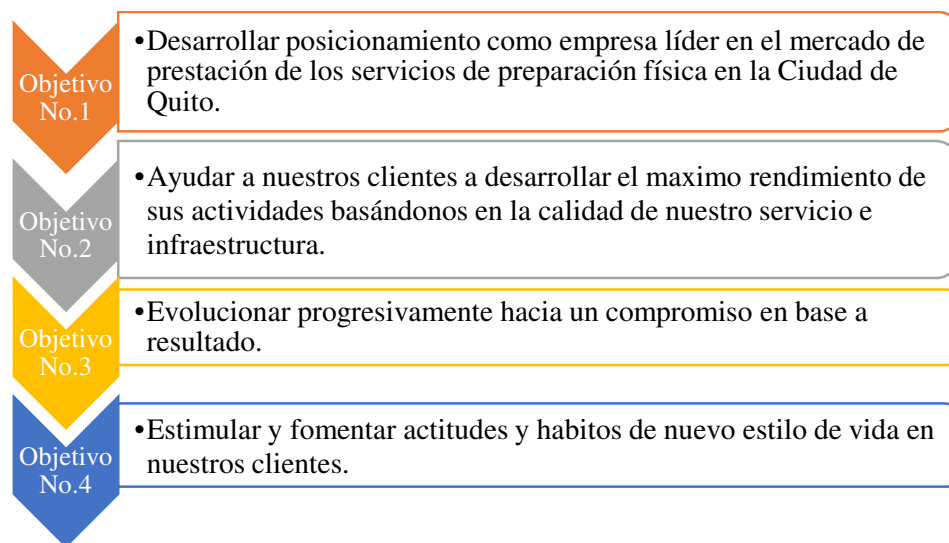 Objetivo
No.1
•Desarrollar posicionamiento como empresa líder en el mercado de
prestación de los servicios de preparación física en la Ciudad de
Quito.
Objetivo
No.2
•Ayudar a nuestros clientes a desarrollar el maximo rendimiento de
sus actividades basándonos en la calidad de nuestro servicio e
infraestructura.
Objetivo
No.3
•Evolucionar progresivamente hacia un compromiso en base a
resultado.
Objetivo
No.4
•Estimular y fomentar actitudes y habitos de nuevo estilo de vida en
nuestros clientes.